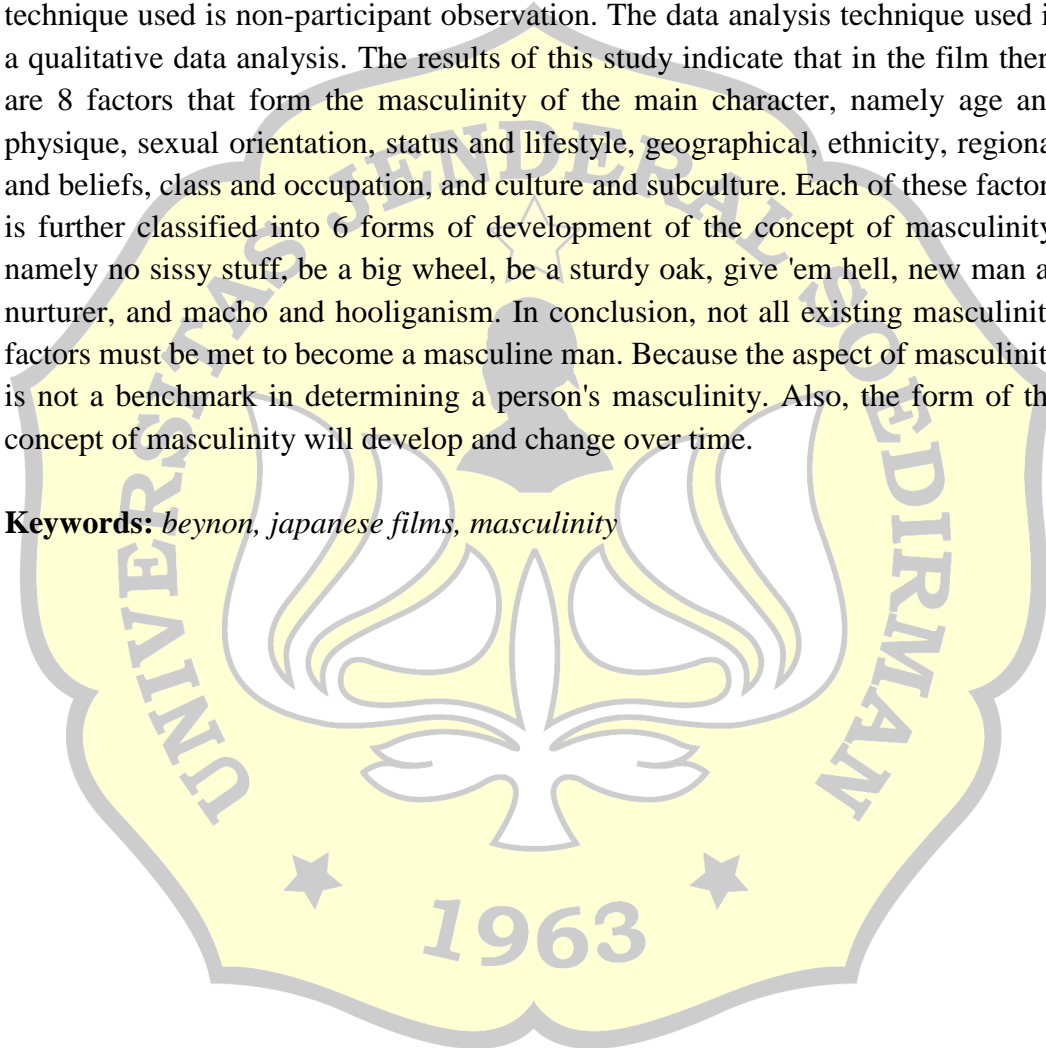 technique used is non-participant observation. The data analysis technique used i
a qualitative data analysis. The results of this study indicate that in the film ther
are 8 factors that form the masculinity of the main character, namely age an
physique, sexual orientation, status and lifestyle, geographical, ethnicity, regiona
and beliefs, class and occupation, and culture and subculture. Each of these factor
is further classified into 6 forms of development of the concept of masculinity
namely no sissy stuff, be a big wheel, be a sturdy oak, give 'em hell, new man a
nurturer, and macho and hooliganism. In conclusion, not all existing masculinit
factors must be met to become a masculine man. Because the aspect of masculinit
is not a benchmark in determining a person's masculinity. Also, the form of th
concept of masculinity will develop and change over time.
Keywords: beynon, japanese films, masculinity
UNIVERSITAS JENDERAL SOEDIRMAN
1963